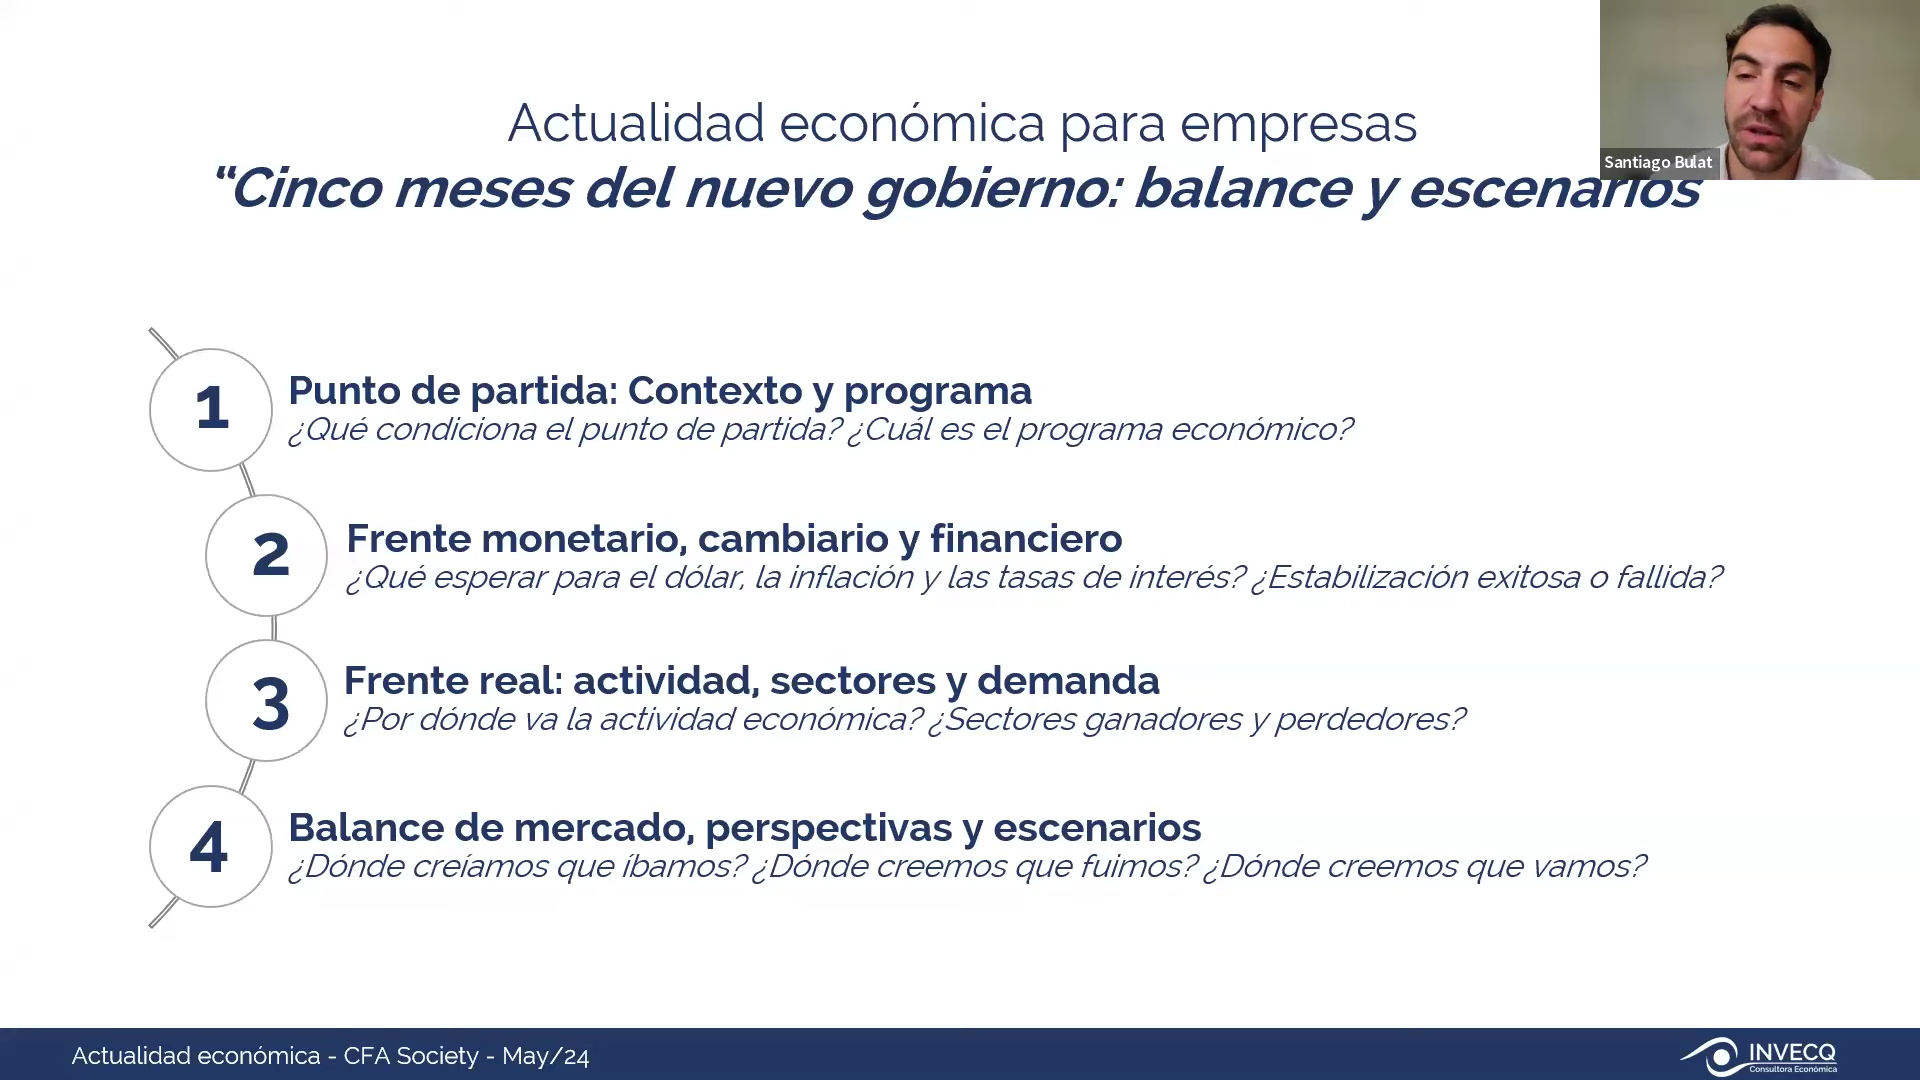 Actualidad económica para empresas
“Cinco meses del nuevo gobierno: balance y escenarios
Santiago Bulat
1
Punto de partida: Contexto y programa
¿Qué condiciona el punto de partida? ¿Cuál es el programa económico?
2
Frente monetario, cambiario y financiero
¿Qué esperar para el dólar, la inflación y las tasas de interés? ¿Estabilización exitosa o fallida?
3
Frente real: actividad, sectores y demanda
¿Por dónde va la actividad económica? ¿Sectores ganadores y perdedores?
4
Balance de mercado, perspectivas y escenarios
¿Dónde creíamos que íbamos? ¿Dónde creemos que fuimos? ¿Dónde creemos que vamos?
Actualidad económica - CFA Society - May/24
INVECQ
Consultora Económica